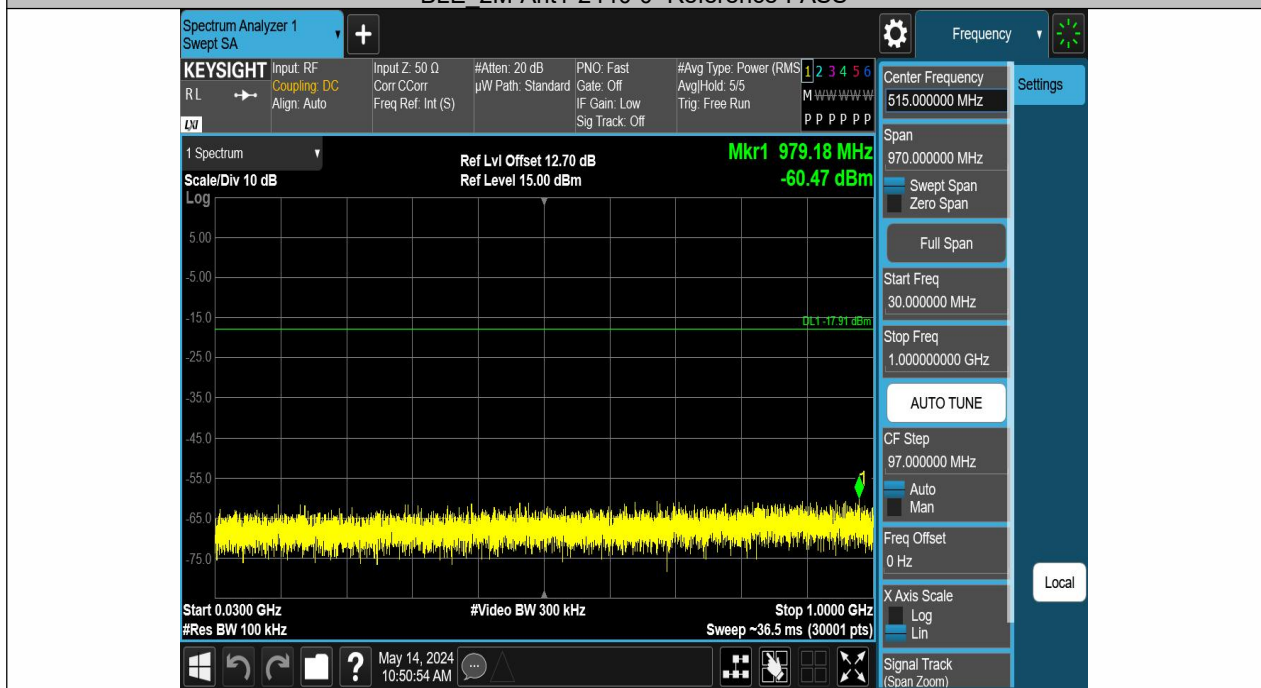 Spectrum Analyzer 1
Swept SA
Frequency
KEYSIGHT
RL
LXI
Input: RF
Coupling: DC
Align: Auto
Input Z: 50 Ω
Corr CCorr
Freq Ref: Int (S)
#Atten: 20 dB
µW Path: Standard
PNO: Fast
Gate: Off
IF Gain: Low
Sig Track: Off
#Avg Type: Power (RMS
Avg|Hold: 5/5
Trig: Free Run
1 2 3 4 5 6
M W W W W W
P P P P P P
1 Spectrum
Scale/Div 10 dB
Log
Ref Lvl Offset 12.70 dB
Ref Level 15.00 dBm
Mkr1 979.18 MHz
-60.47 dBm
5.00
-5.00
-15.0
DL1 -17.91 dBm
-25.0
-35.0
-45.0
-55.0
1
-65.0
-75.0
Start 0.0300 GHz
#Video BW 300 kHz
Stop 1.0000 GHz
#Res BW 100 kHz
Sweep ~36.5 ms (30001 pts)
May 14, 2024
10:50:54 AM
Center Frequency
515.000000 MHz
Settings
Span
970.000000 MHz
Swept Span
Zero Span
Full Span
Start Freq
30.000000 MHz
Stop Freq
1.000000000 GHz
AUTO TUNE
CF Step
97.000000 MHz
Auto
Man
Freq Offset
0 Hz
Local
X Axis Scale
Log
Lin
Signal Track
(Span Zoom)